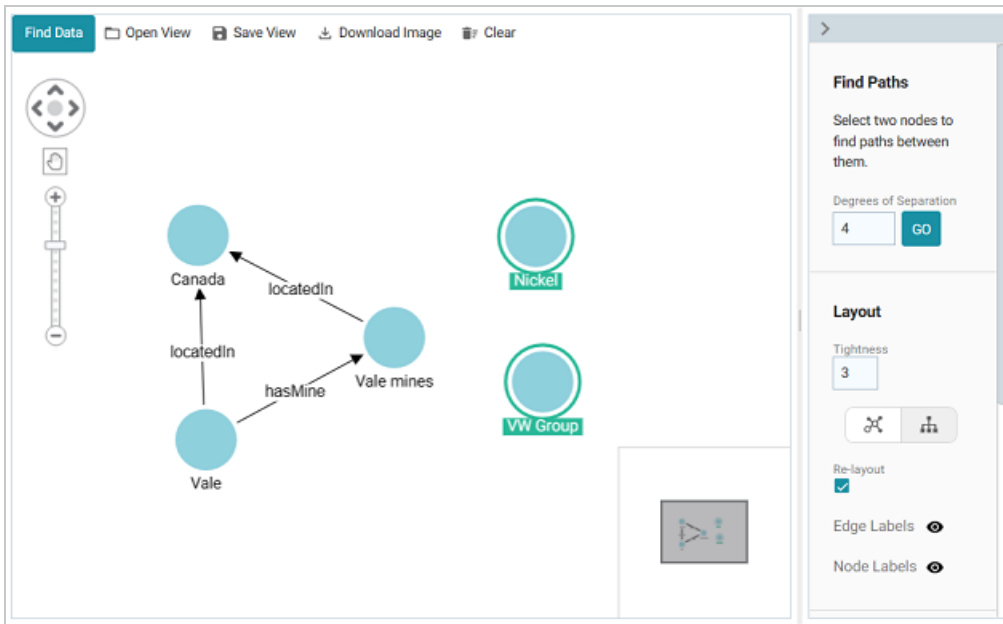 Find Data Open View Save View Download Image Clear
Canada
locatedIn
locatedIn
Vale mines
hasMine
Vale
Nickel
VW Group
Find Paths
Select two nodes to
find paths between
them.
Degrees of Separation
4 GO
Layout
Tightness
3
Re-layout
Edge Labels
Node Labels